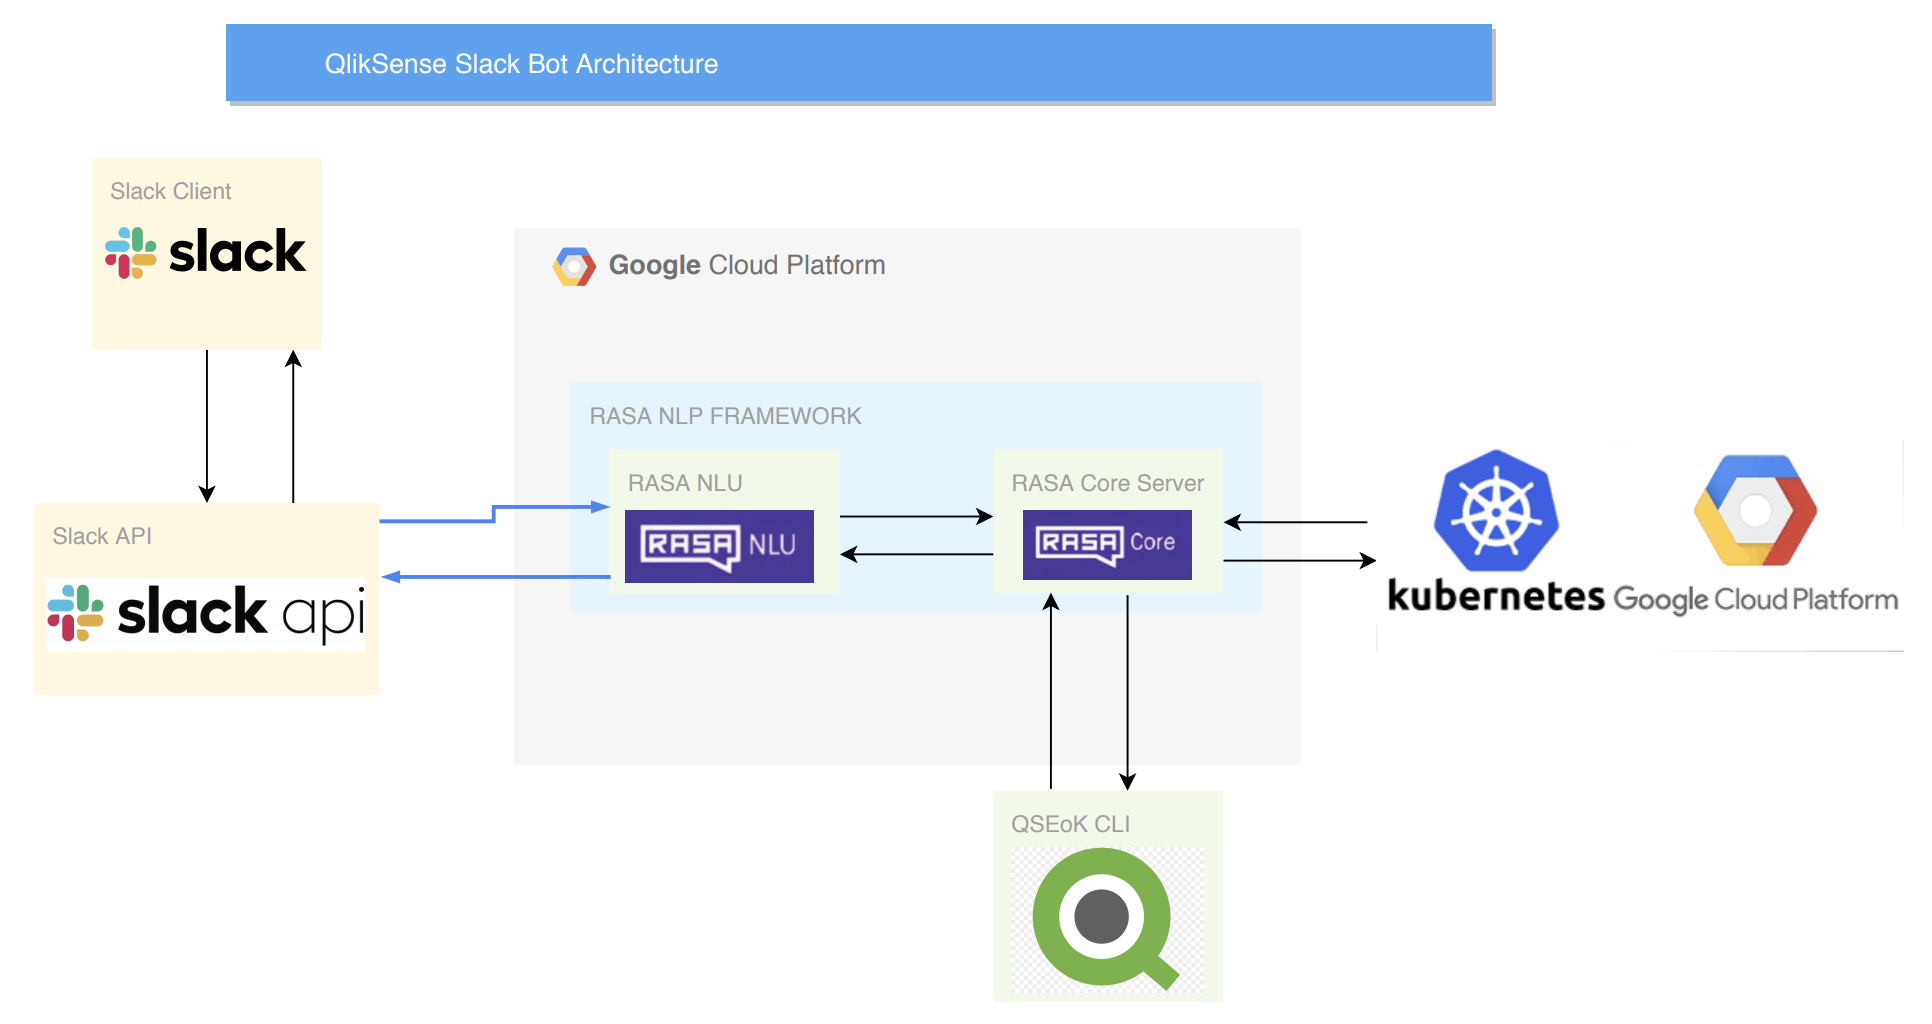 QlikSense Slack Bot Architecture
Slack Client
slack
Google Cloud Platform
RASA NLP FRAMEWORK
RASA NLU
RASA NLU
RASA Core Server
RASA Core
Slack API
slack api
kubernetes
Google Cloud Platform
QSEoK CLI